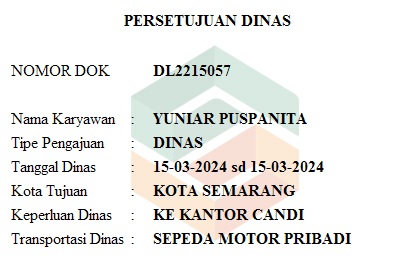 PERSETUJUAN DINAS
NOMOR DOK DL2215057
Nama Karyawan : YUNIAR PUSPANITA
Tipe Pengajuan : DINAS
Tanggal Dinas : 15-03-2024 sd 15-03-2024
Kota Tujuan : KOTA SEMARANG
Keperluan Dinas : KE KANTOR CANDI
Transportasi Dinas : SEPEDA MOTOR PRIBADI